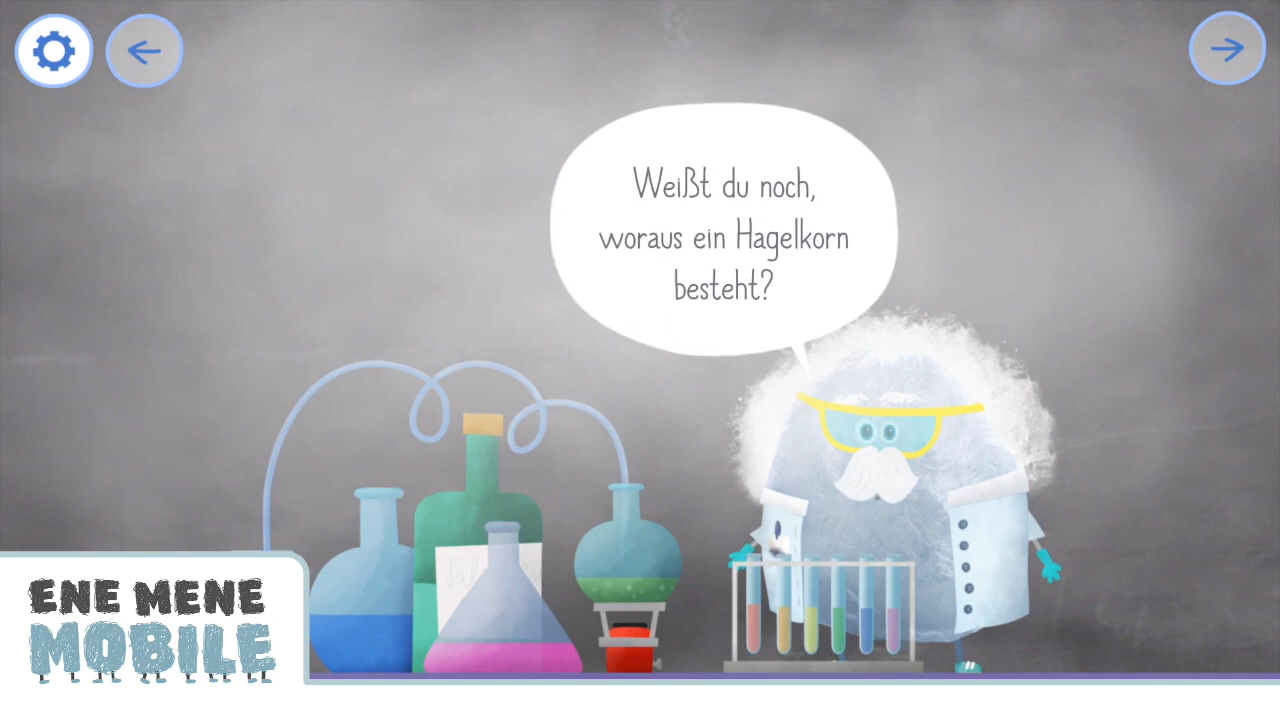 Weißt du noch,
woraus ein Hagelkorn
besteht?
ENE MENE
MOBILE